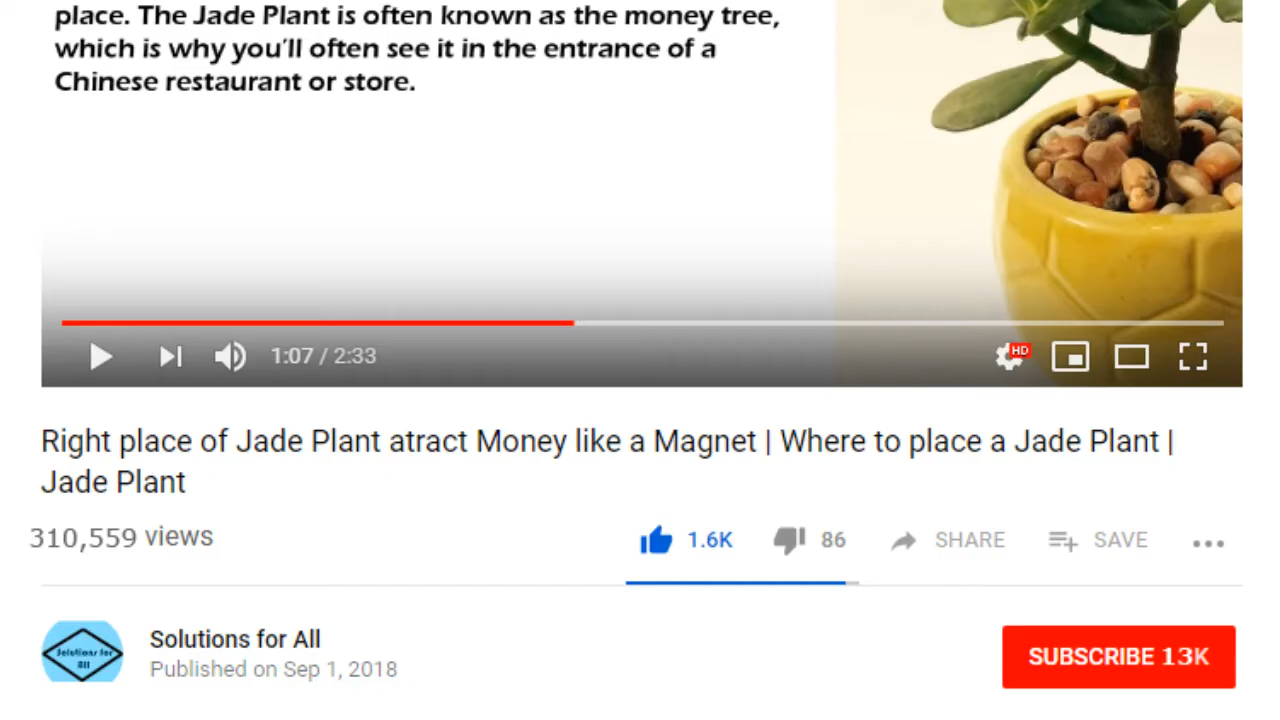 place. The Jade Plant is often known as the money tree,
which is why you'll often see it in the entrance of a
Chinese restaurant or store.
1:07 / 2:33
HD
Right place of Jade Plant atract Money like a Magnet | Where to place a Jade Plant |
Jade Plant
310,559 views
1.6K 86 SHARE SAVE
Solutions for
All
Solutions for All
Published on Sep 1, 2018
SUBSCRIBE 13K